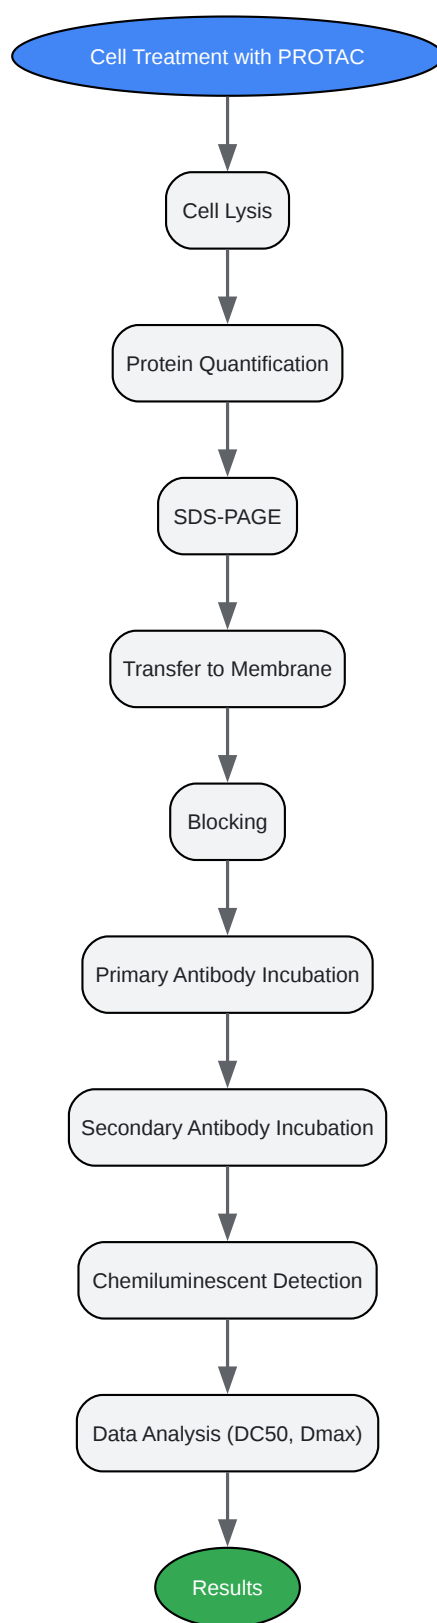 Cell Treatment with PROTAC
Cell Lysis
Protein Quantification
SDS-PAGE
Transfer to Membrane
Blocking
Primary Antibody Incubation
Secondary Antibody Incubation
Chemiluminescent Detection
Data Analysis (DC50, Dmax)
Results